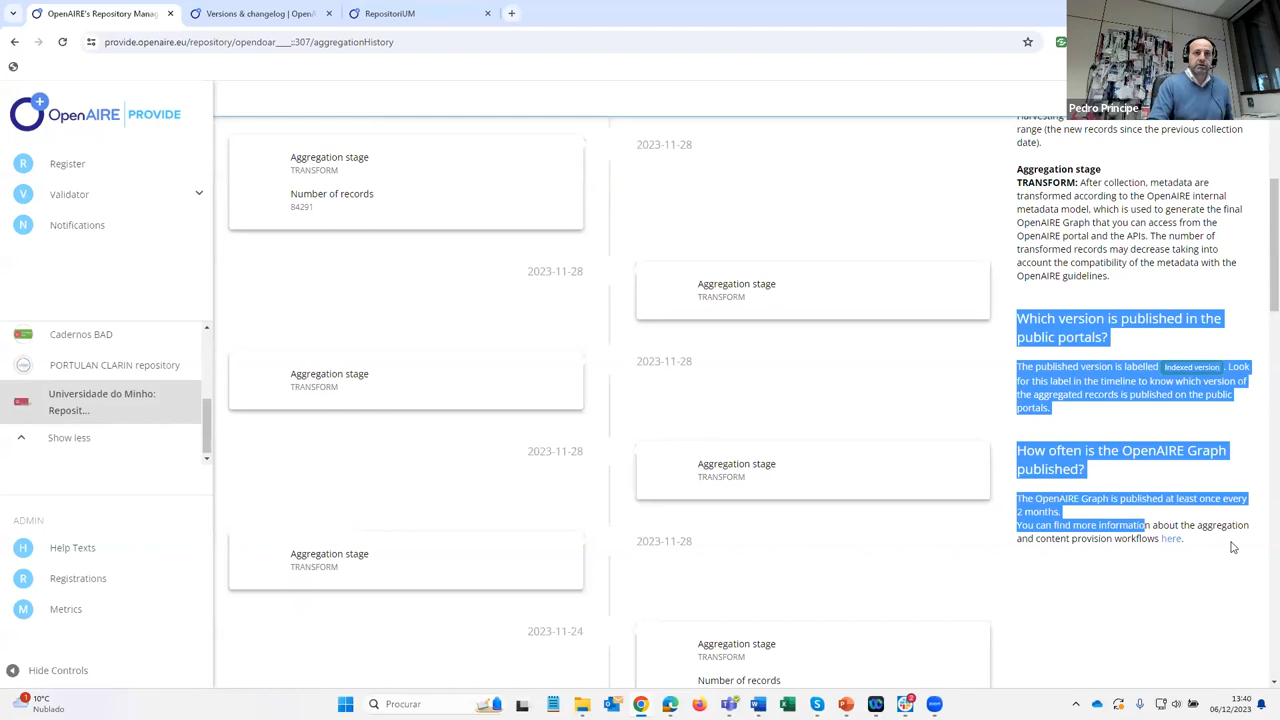 OpenAIRE's Repository Manag
Versions & changelog | OpenA
RepositoriUM
provide.openaire.eu/repository/opendoar____::307/aggregationHistory
Pedro Príncipe
OpenAIRE PROVIDE
R Register
V Validator
N Notifications
Cadernos BAD
PORTULAN CLARIN repository
Universidade do Minho:
Reposit...
Show less
ADMIN
H Help Texts
R Registrations
M Metrics
Hide Controls
Aggregation stage
TRANSFORM
Number of records
84291
2023-11-28
Aggregation stage
TRANSFORM
2023-11-28
Aggregation stage
TRANSFORM
2023-11-28
Aggregation stage
TRANSFORM
2023-11-28
Aggregation stage
TRANSFORM
2023-11-28
Aggregation stage
TRANSFORM
Number of records
2023-11-24
range (the new records since the previous collection
date).
Aggregation stage
TRANSFORM: After collection, metadata are
transformed according to the OpenAIRE internal
metadata model, which is used to generate the final
OpenAIRE Graph that you can access from the
OpenAIRE portal and the APIs. The number of
transformed records may decrease taking into
account the compatibility of the metadata with the
OpenAIRE guidelines.
Which version is published in the
public portals?
The published version is labelled Indexed version . Look
for this label in the timeline to know which version of
the aggregated records is published on the public
portals.
How often is the OpenAIRE Graph
published?
The OpenAIRE Graph is published at least once every
2 months.
You can find more information about the aggregation
and content provision workflows here.
1
10°C
Nublado
Procurar
2
13:40
06/12/2023